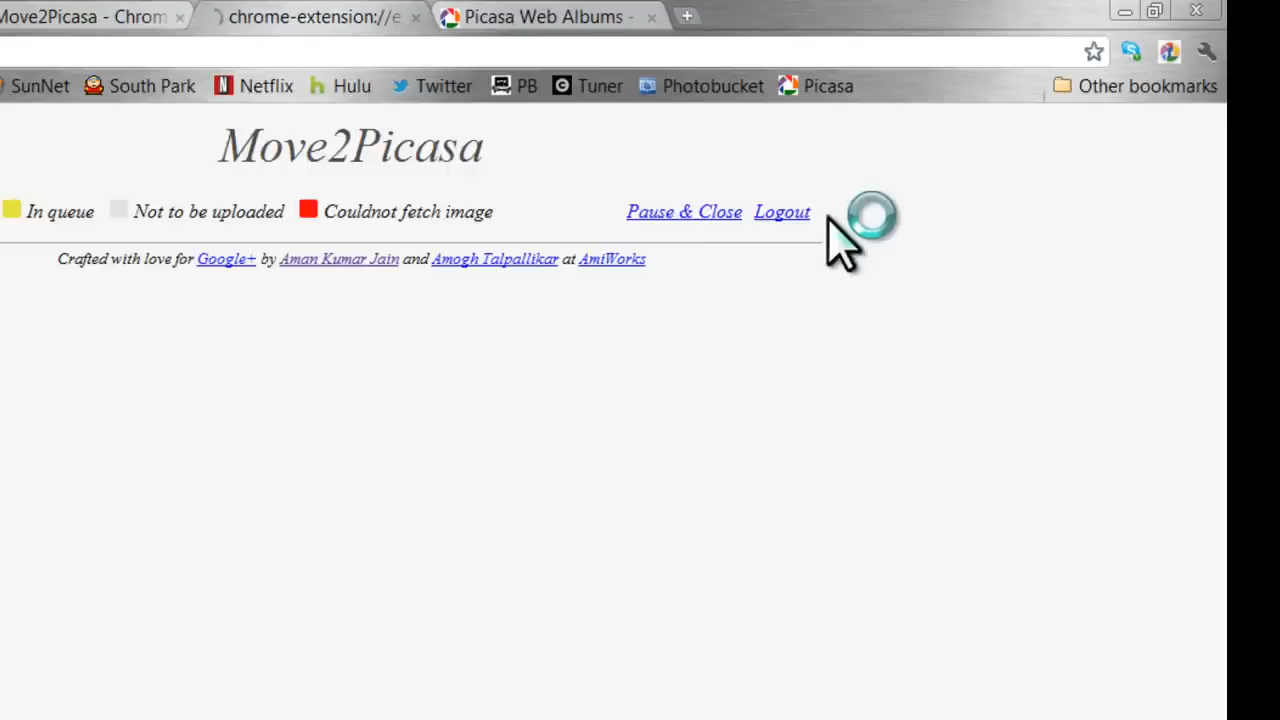 Move2Picasa - Chrom
chrome-extension://e
Picasa Web Albums -
SunNet South Park Netflix Hulu Twitter PB Tuner Photobucket Picasa Other bookmarks
Move2Picasa
In queue Not to be uploaded Couldnot fetch image Pause & Close Logout
Crafted with love for Google+ by Aman Kumar Jain and Amogh Talpallikar at AmiWorks